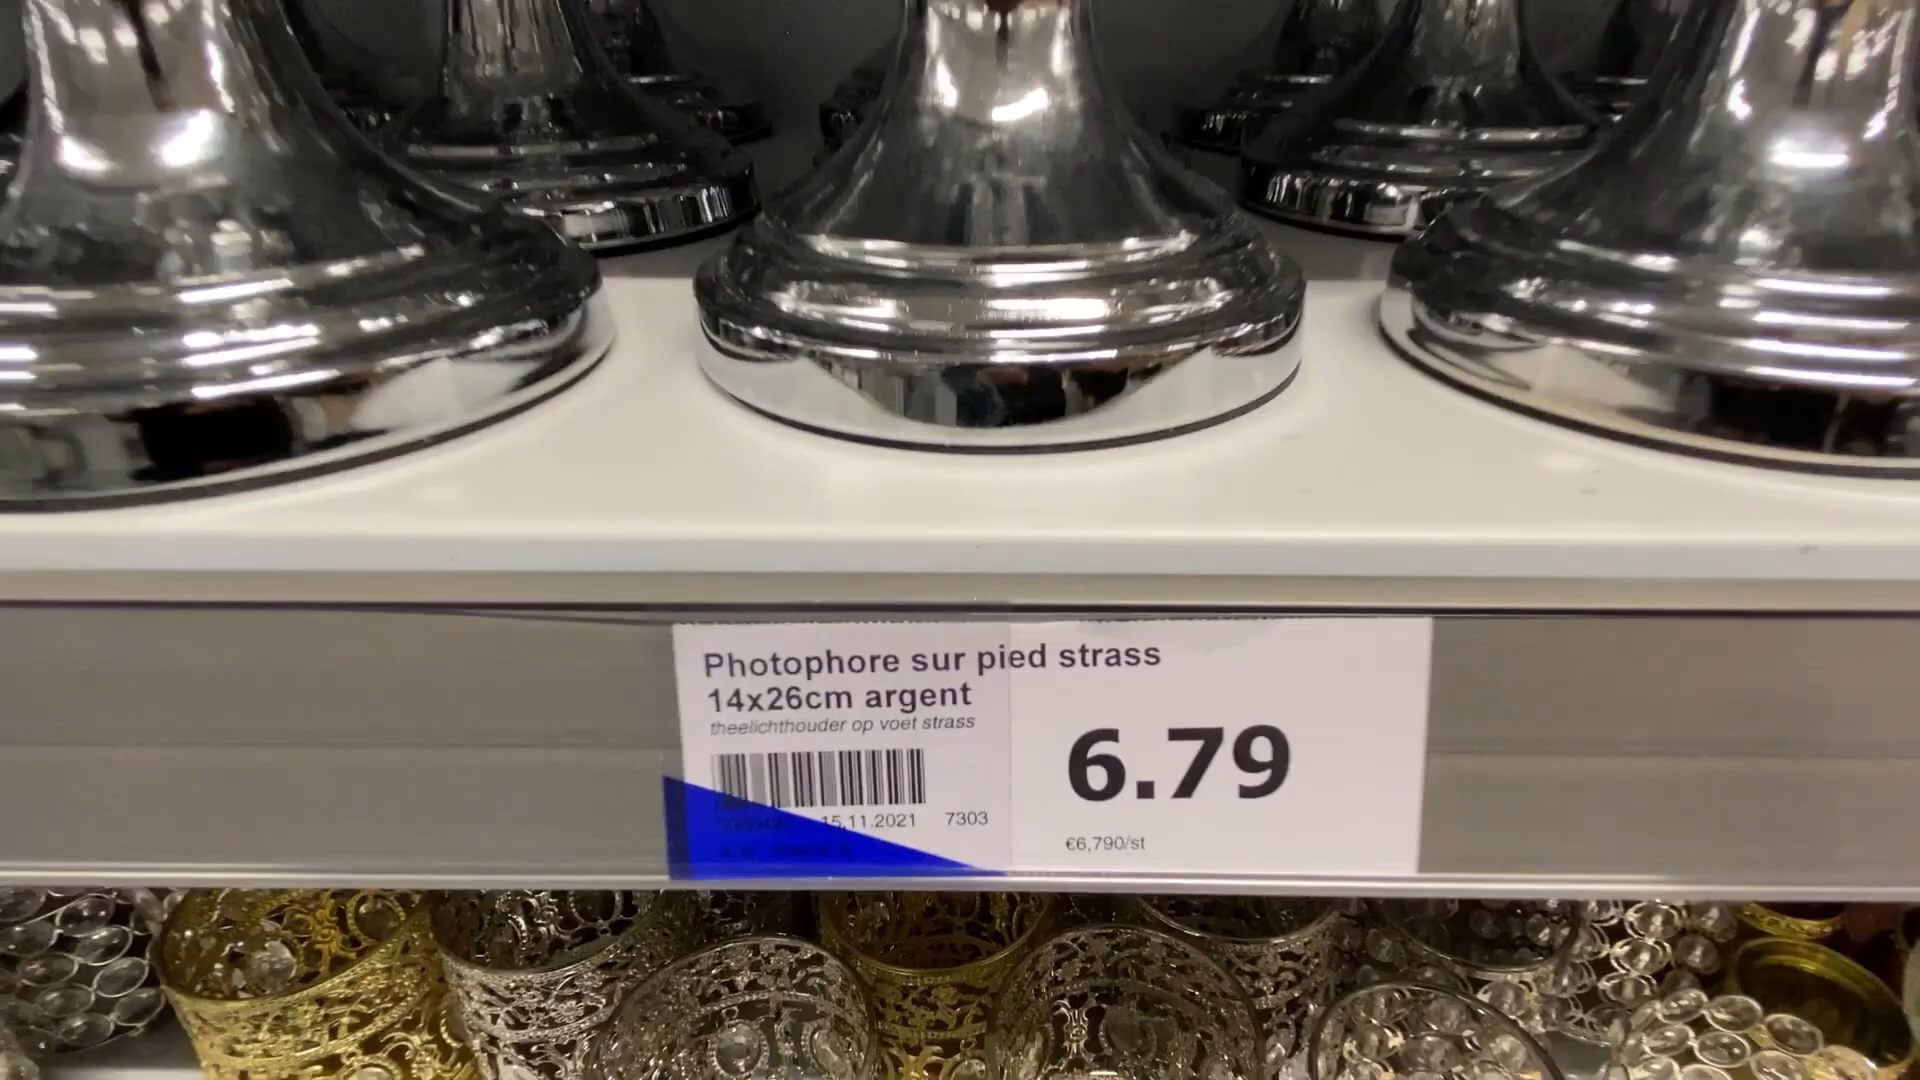 Photophore sur pied strass
14x26cm argent
theelichthouder op voet strass
15.11.2021 7303
6.79
€6,790/st